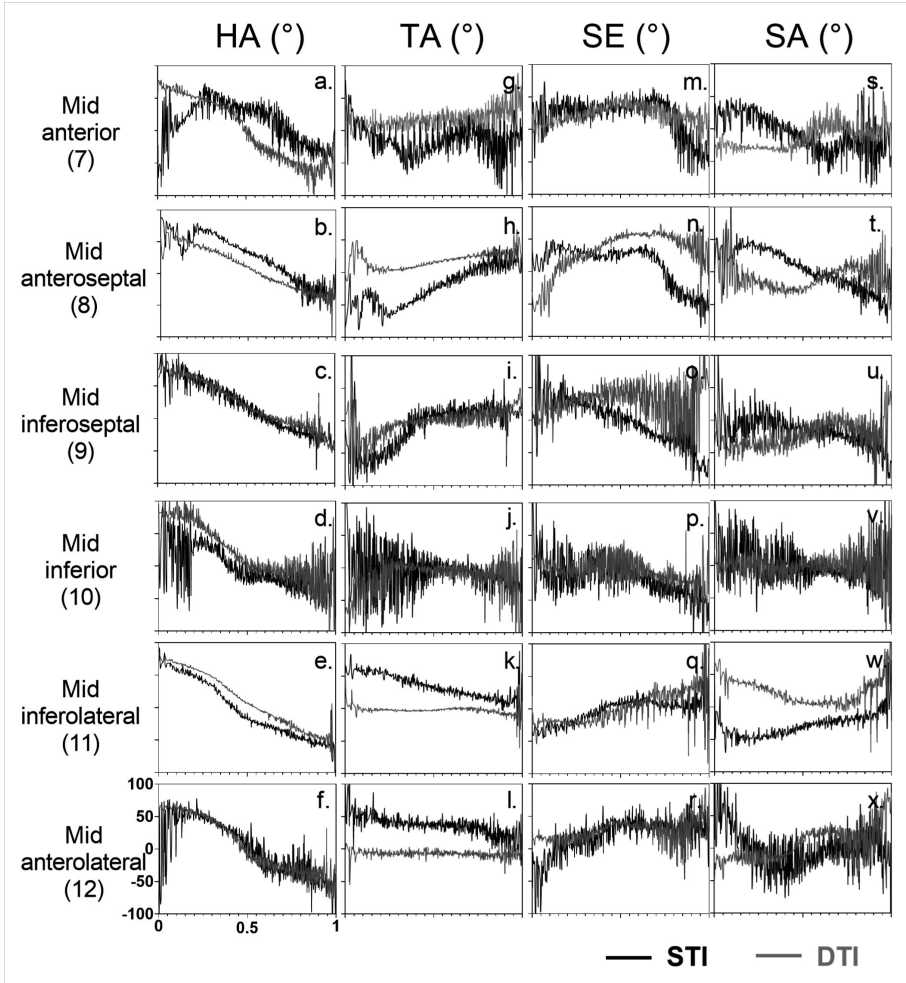 HA (°) TA (°) SE (°) SA (°)
Mid
anterior
(7)
a. g. m. s.
Mid
anteroseptal
(8)
b. h. n. t.
Mid
inferoseptal
(9)
c. i. o. u.
Mid
inferior
(10)
d. j. p. v.
Mid
inferolateral
(11)
e. k. q. w.
Mid
anterolateral
(12)
f. l. r. x.
100
50
0
-50
-100
0 0.5 1
STI DTI